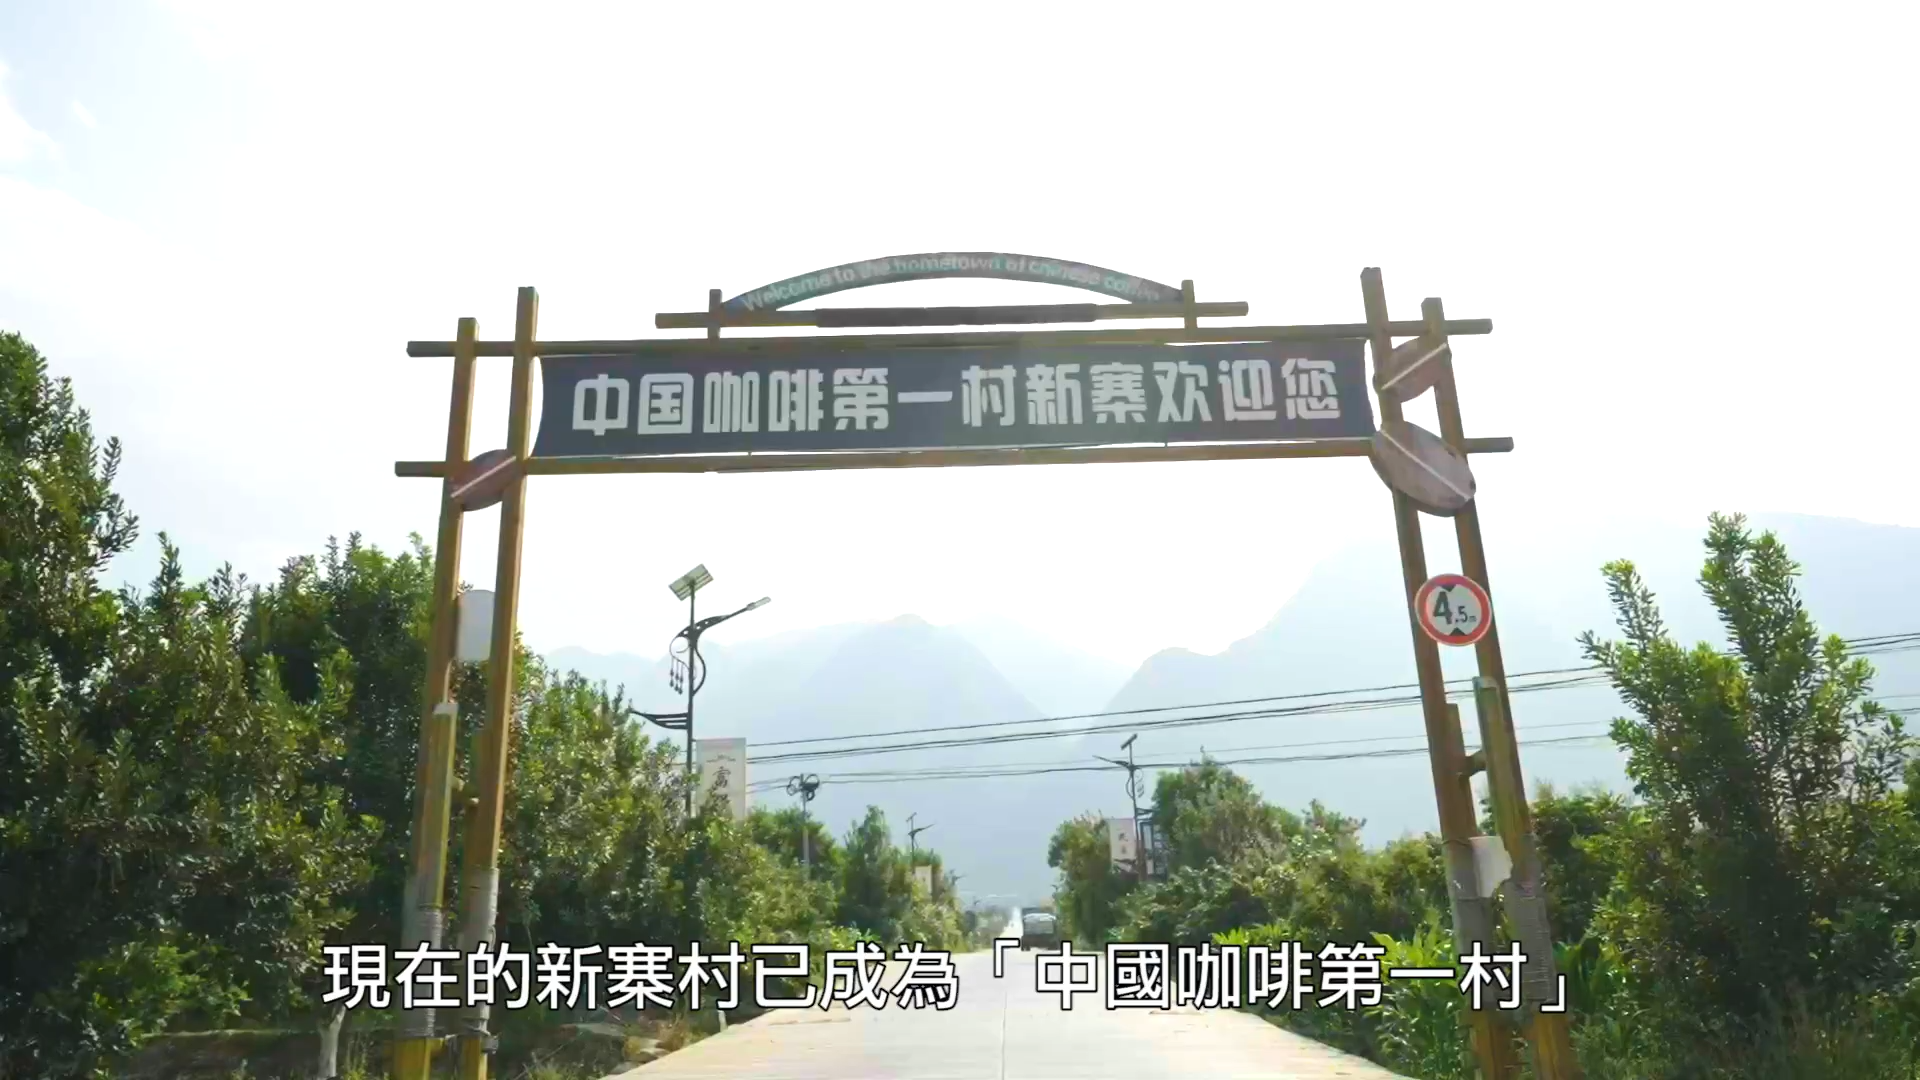 Welcome to the hometown of chinese coffee
中国咖啡第一村新寨欢迎您
4.5m
現在的新寨村已成為「中國咖啡第一村」